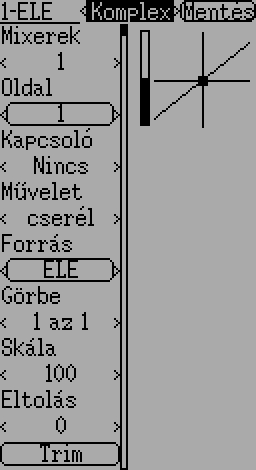 1-ELE Komplex Mentés
Mixerek
1
Oldal
1
Kapcsoló
Nincs
Művelet
cserél
Forrás
ELE
Görbe
1 az 1
Skála
100
Eltolás
0
Trim